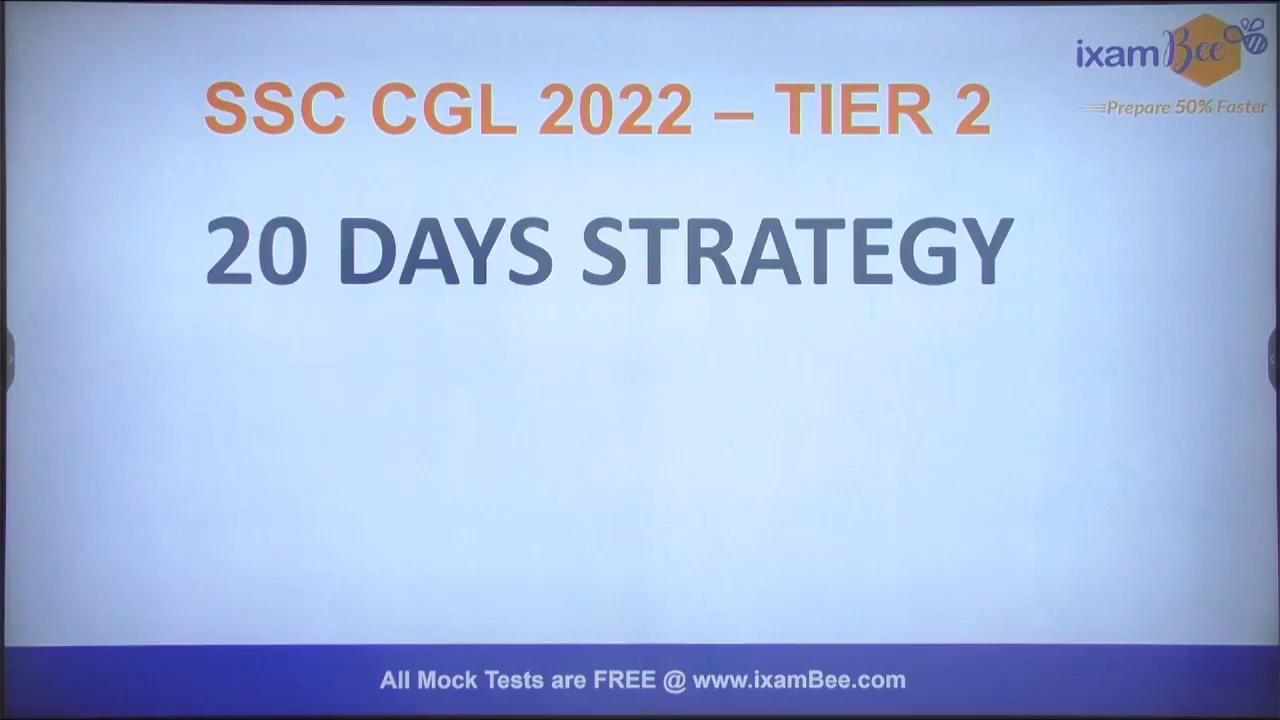 ixamBee
Prepare 50% Faster
SSC CGL 2022 – TIER 2
20 DAYS STRATEGY
All Mock Tests are FREE @ www.ixamBee.com